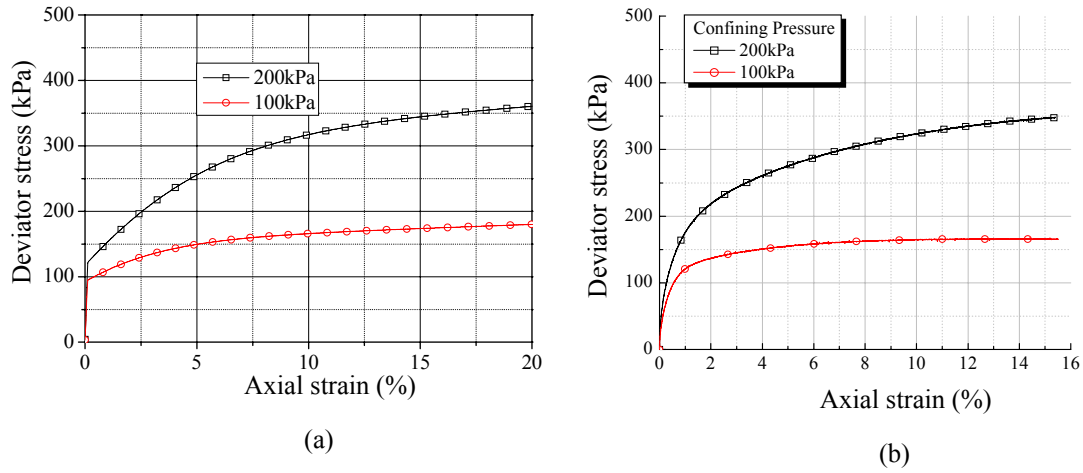 500
400
300
200
100
0
Deviator stress (kPa)
200kPa
100kPa
0 5 10 15 20
Axial strain (%)
(a)
500
400
300
200
100
0
Deviator stress (kPa)
Confining Pressure
200kPa
100kPa
0 2 4 6 8 10 12 14 16
Axial strain (%)
(b)